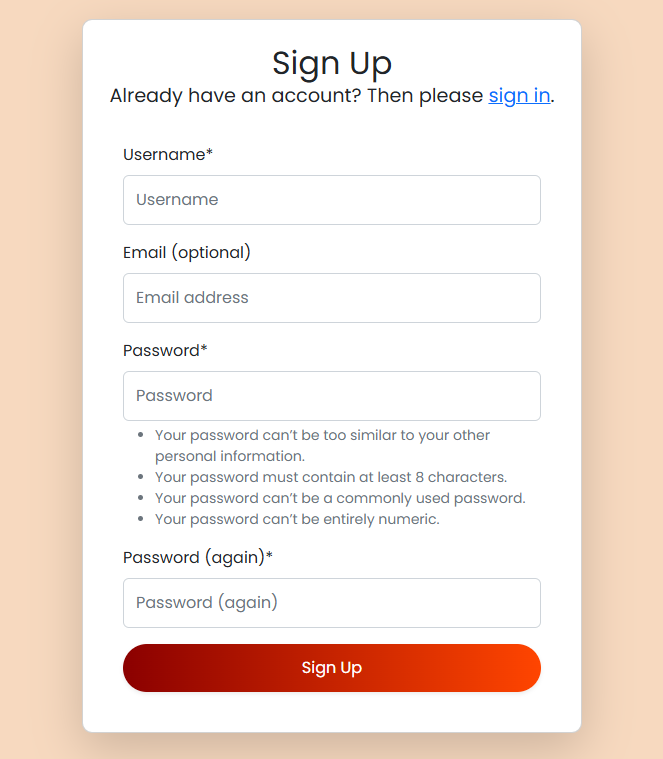 Sign Up
Already have an account? Then please sign in.
Username*
Username
Email (optional)
Email address
Password*
Password
• Your password can’t be too similar to your other
personal information.
• Your password must contain at least 8 characters.
• Your password can’t be a commonly used password.
• Your password can’t be entirely numeric.
Password (again)*
Password (again)
Sign Up